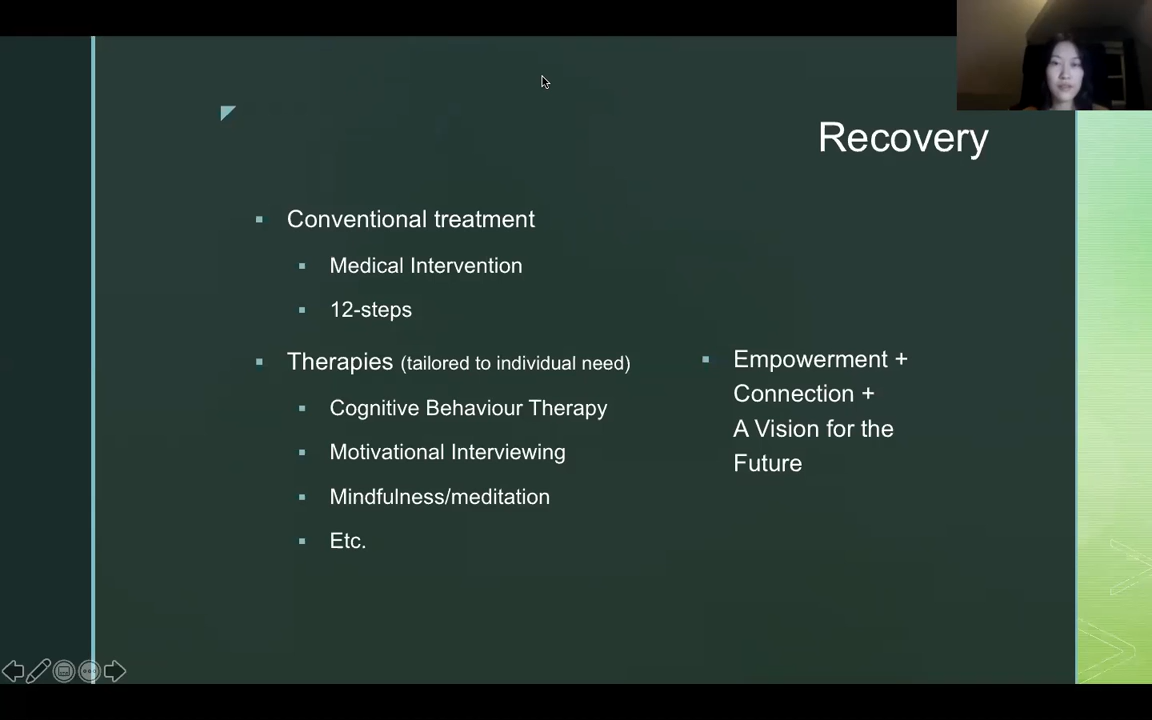 Recovery
Conventional treatment
Medical Intervention
12-steps
Therapies (tailored to individual need)
Cognitive Behaviour Therapy
Motivational Interviewing
Mindfulness/meditation
Etc.
Empowerment +
Connection +
A Vision for the
Future